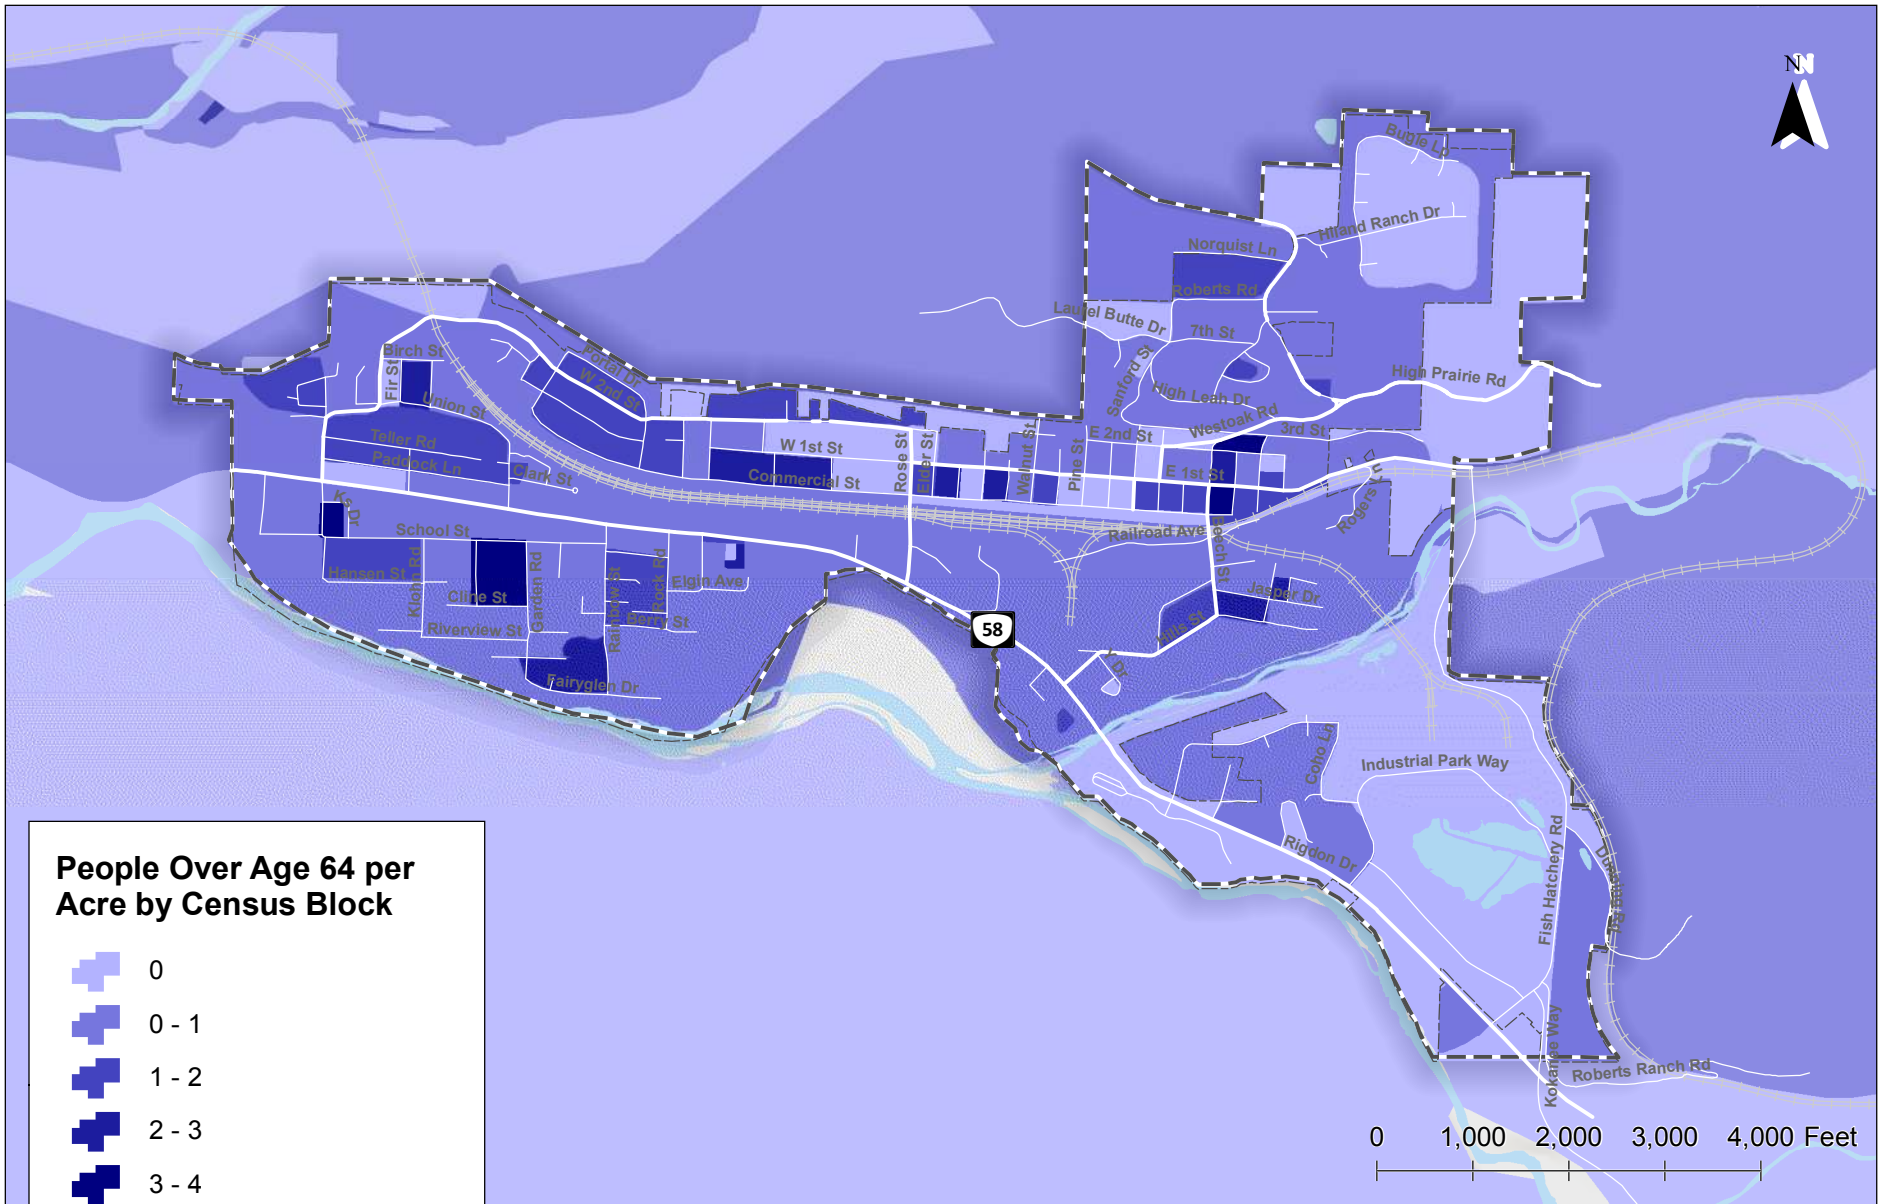 N N
Bugle Lp
Hiland Ranch Dr
Norquist Ln
Roberts Rd
Laurel Butte Dr
7th St
Sanford St
High Leah Dr
High Prairie Rd
Westoak Rd
3rd St
Portal Dr
W 2nd St
Birch St
Fir St
Union St
Teller Rd
Paddock Ln
Clark St
W 1st St
Commercial St
Rose St
Elder St
Walnut St
Pine St
E 2nd St
E 1st St
Rogers Ln
Railroad Ave
Beech St
Ks Dr
School St
Hansen St
Klohn Rd
Cline St
Garden Rd
Riverview St
Rainbow St
Rock Rd
Elgin Ave
Berry St
Fairyglen Dr
58
Jasper Dr
Hills St
Coho Ln
Industrial Park Way
Rigdon Dr
Fish Hatchery Rd
Kokanee Way
Roberts Ranch Rd
People Over Age 64 per
Acre by Census Block
0
0 - 1
1 - 2
2 - 3
3 - 4
0 1,000 2,000 3,000 4,000 Feet